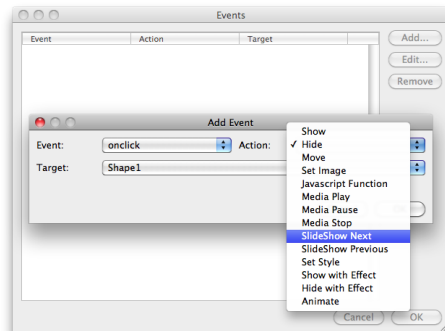 Events
Event Action Target
Add...
Edit...
Remove
Add Event
Event: onclick Action:
Target: Shape1
Show
✓ Hide
Move
Set Image
Javascript Function
Media Play
Media Pause
Media Stop
SlideShow Next
SlideShow Previous
Set Style
Show with Effect
Hide with Effect
Animate
Cancel OK